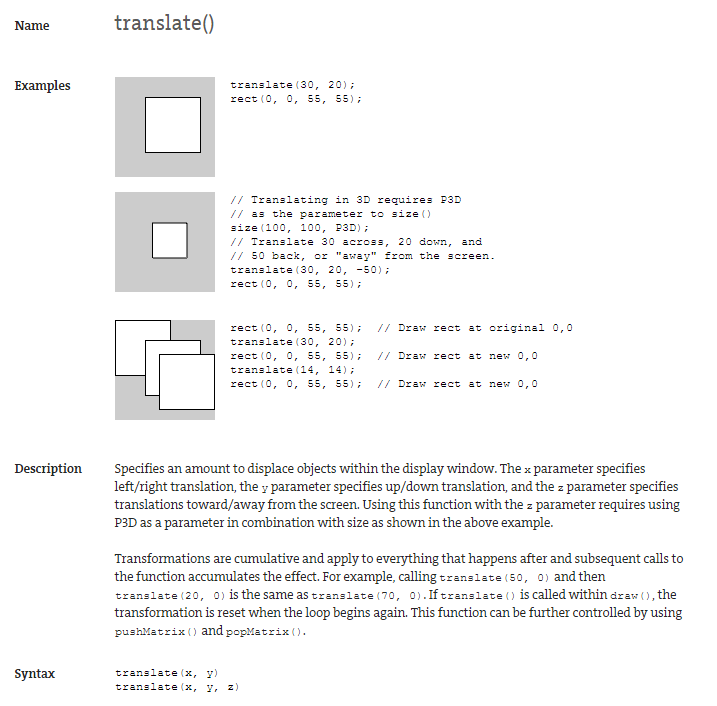 Name translate()
Examples
translate(30, 20);
rect(0, 0, 55, 55);
// Translating in 3D requires P3D
// as the parameter to size()
size(100, 100, P3D);
// Translate 30 across, 20 down, and
// 50 back, or "away" from the screen.
translate(30, 20, -50);
rect(0, 0, 55, 55);
rect(0, 0, 55, 55);  // Draw rect at original 0,0
translate(30, 20);
rect(0, 0, 55, 55);  // Draw rect at new 0,0
translate(14, 14);
rect(0, 0, 55, 55);  // Draw rect at new 0,0
Description Specifies an amount to displace objects within the display window. The x parameter specifies
left/right translation, the y parameter specifies up/down translation, and the z parameter specifies
translations toward/away from the screen. Using this function with the z parameter requires using
P3D as a parameter in combination with size as shown in the above example.
Transformations are cumulative and apply to everything that happens after and subsequent calls to
the function accumulates the effect. For example, calling translate(50, 0) and then
translate(20, 0) is the same as translate(70, 0). If translate() is called within draw(), the
transformation is reset when the loop begins again. This function can be further controlled by using
pushMatrix() and popMatrix().
Syntax translate(x, y)
translate(x, y, z)